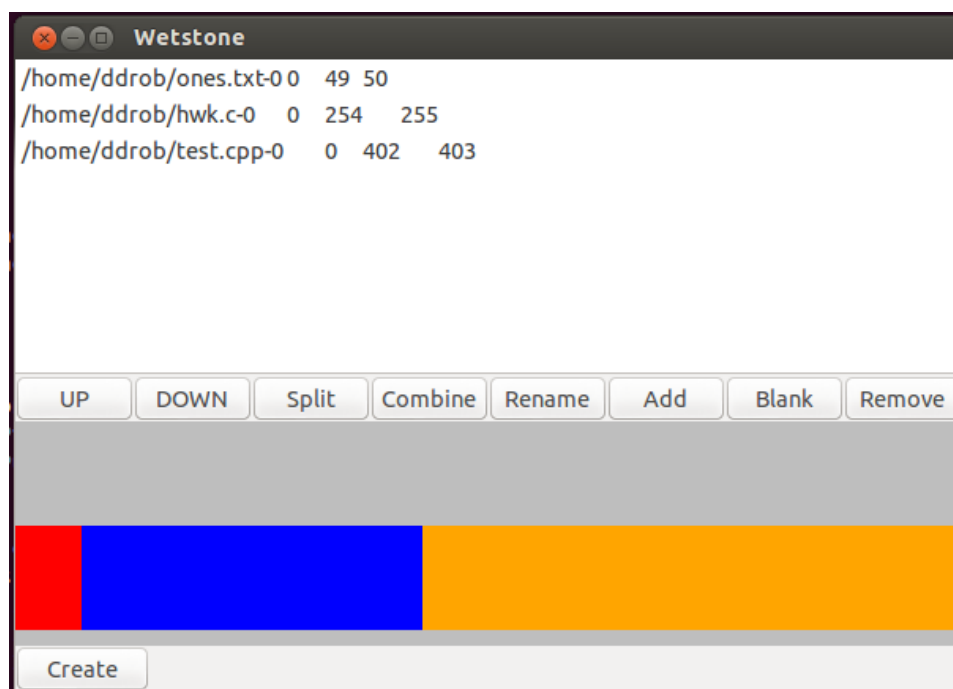 Wetstone
/home/ddrob/ones.txt-0 0 49 50
/home/ddrob/hwk.c-0 0 254 255
/home/ddrob/test.cpp-0 0 402 403
UP DOWN Split Combine Rename Add Blank Remove
Create